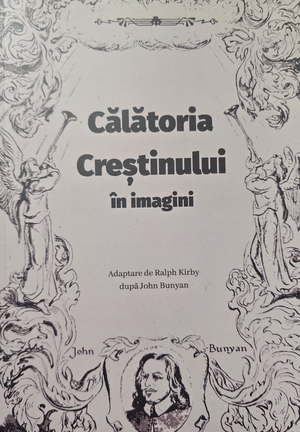 Călătoria
Creștinului
în imagini
Adaptare de Ralph Kirby
după John Bunyan
John Bunyan